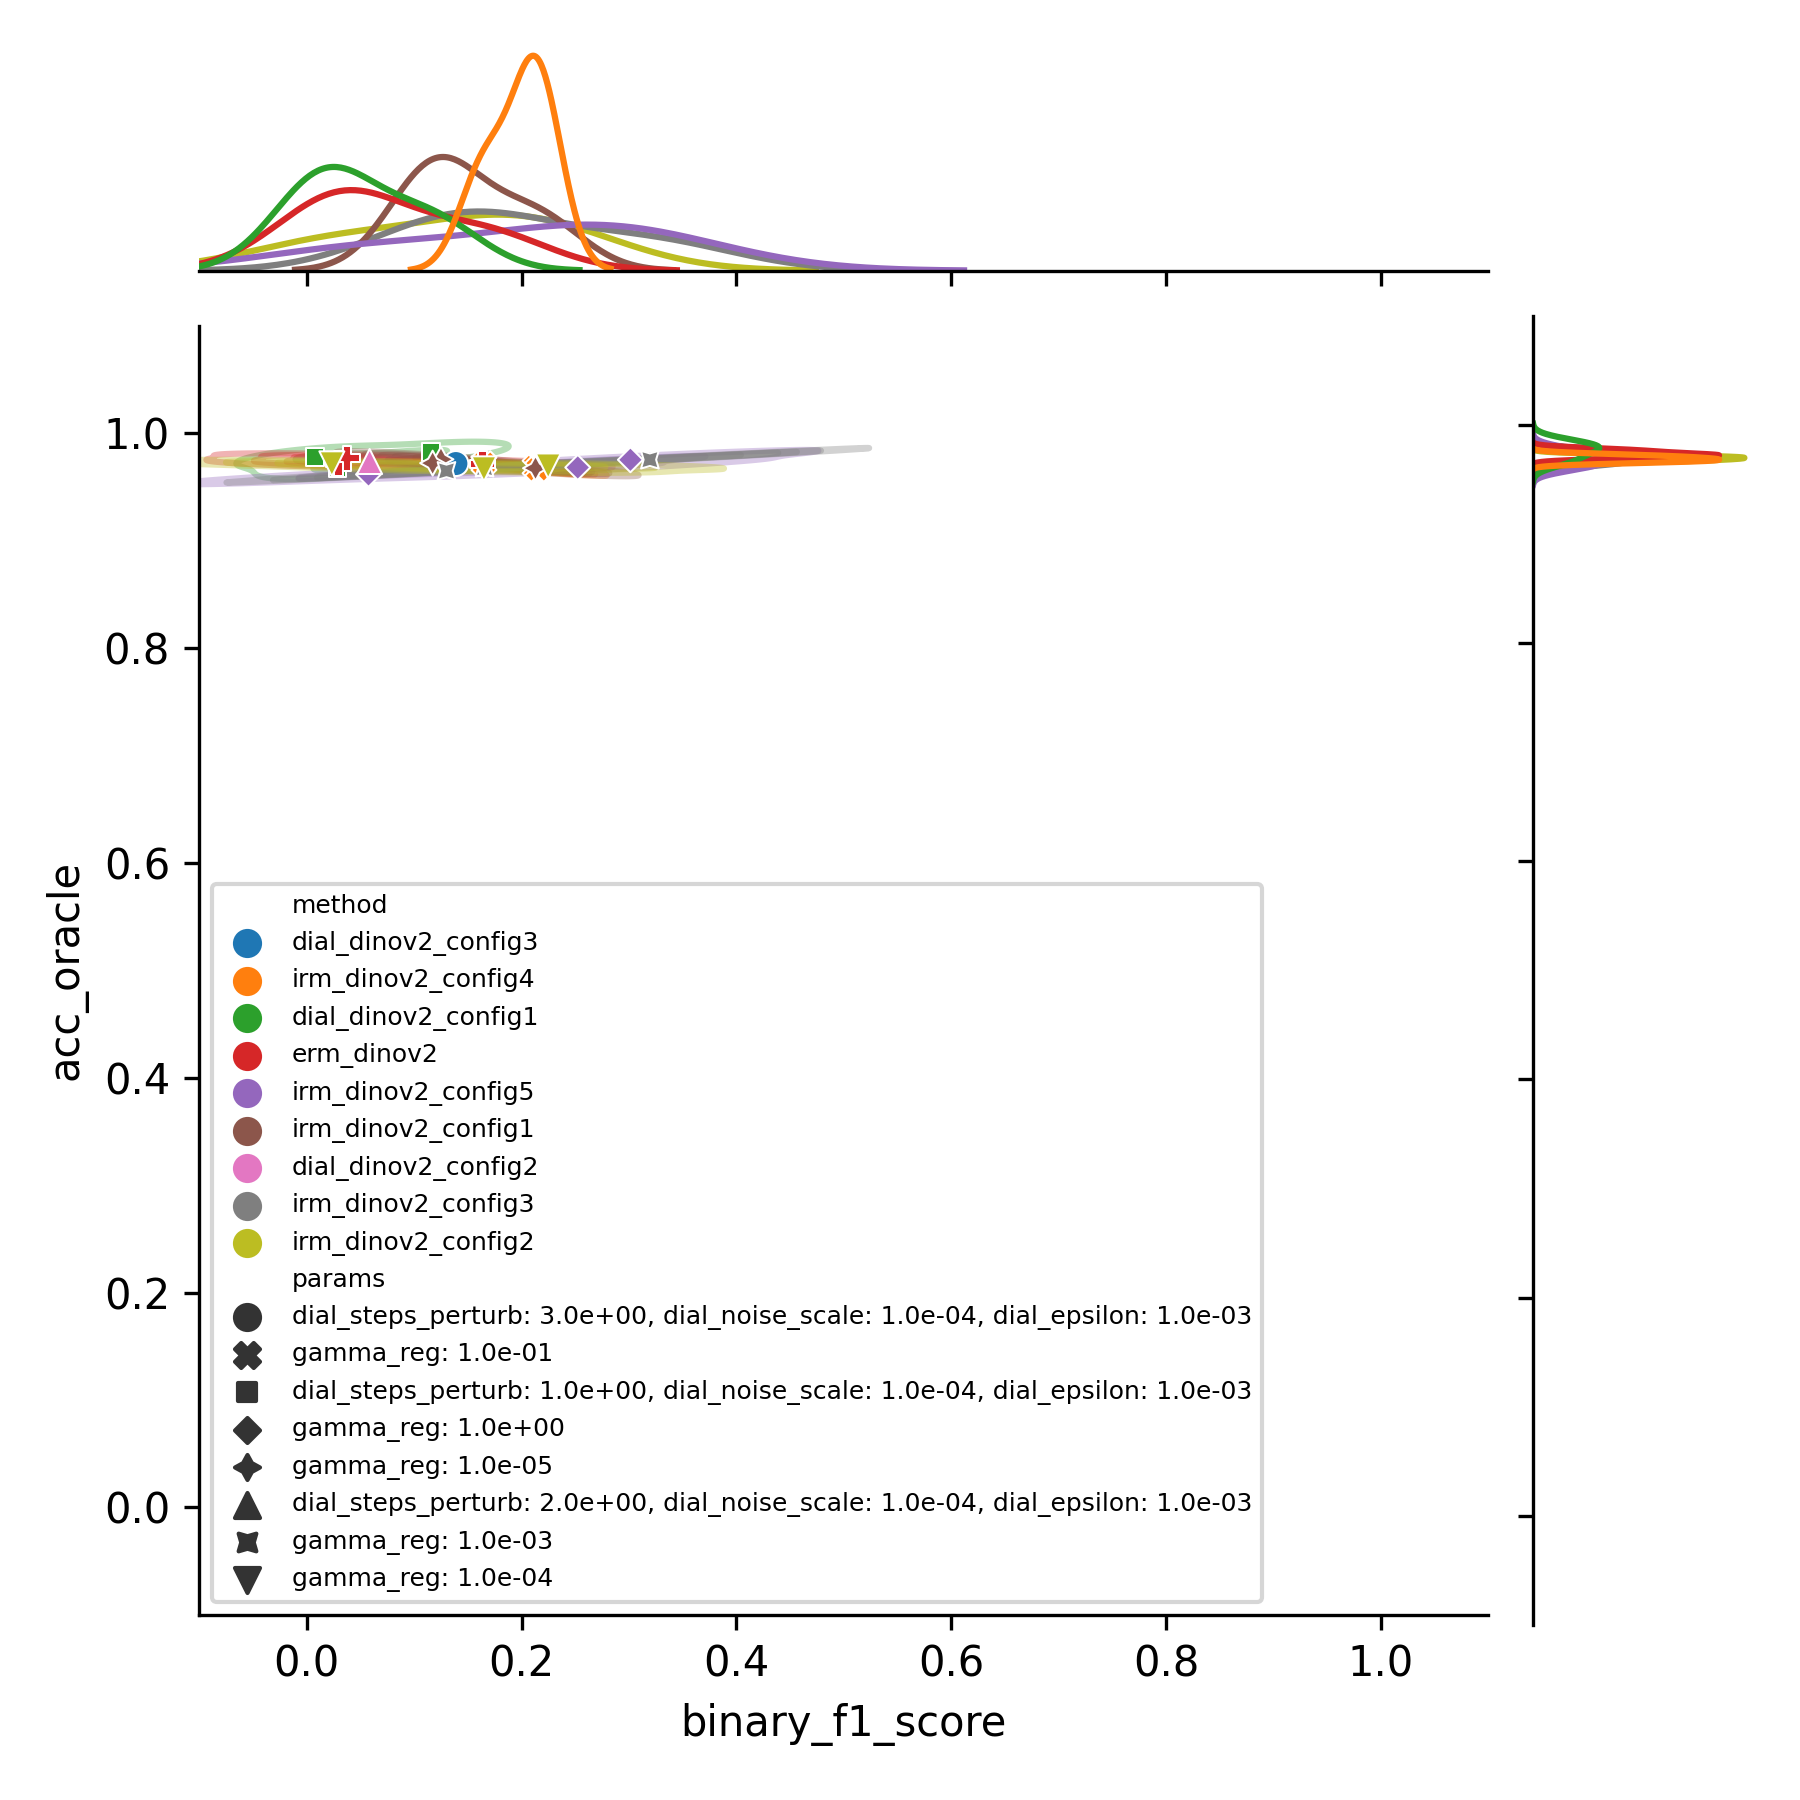 1.0
0.8
0.6
0.4
0.2
0.0
acc_oracle
method
dial_dinov2_config3
irm_dinov2_config4
dial_dinov2_config1
erm_dinov2
irm_dinov2_config5
irm_dinov2_config1
dial_dinov2_config2
irm_dinov2_config3
irm_dinov2_config2
params
dial_steps_perturb: 3.0e+00, dial_noise_scale: 1.0e-04, dial_epsilon: 1.0e-03
gamma_reg: 1.0e-01
dial_steps_perturb: 1.0e+00, dial_noise_scale: 1.0e-04, dial_epsilon: 1.0e-03
gamma_reg: 1.0e+00
gamma_reg: 1.0e-05
dial_steps_perturb: 2.0e+00, dial_noise_scale: 1.0e-04, dial_epsilon: 1.0e-03
gamma_reg: 1.0e-03
gamma_reg: 1.0e-04
0.0 0.2 0.4 0.6 0.8 1.0
binary_f1_score